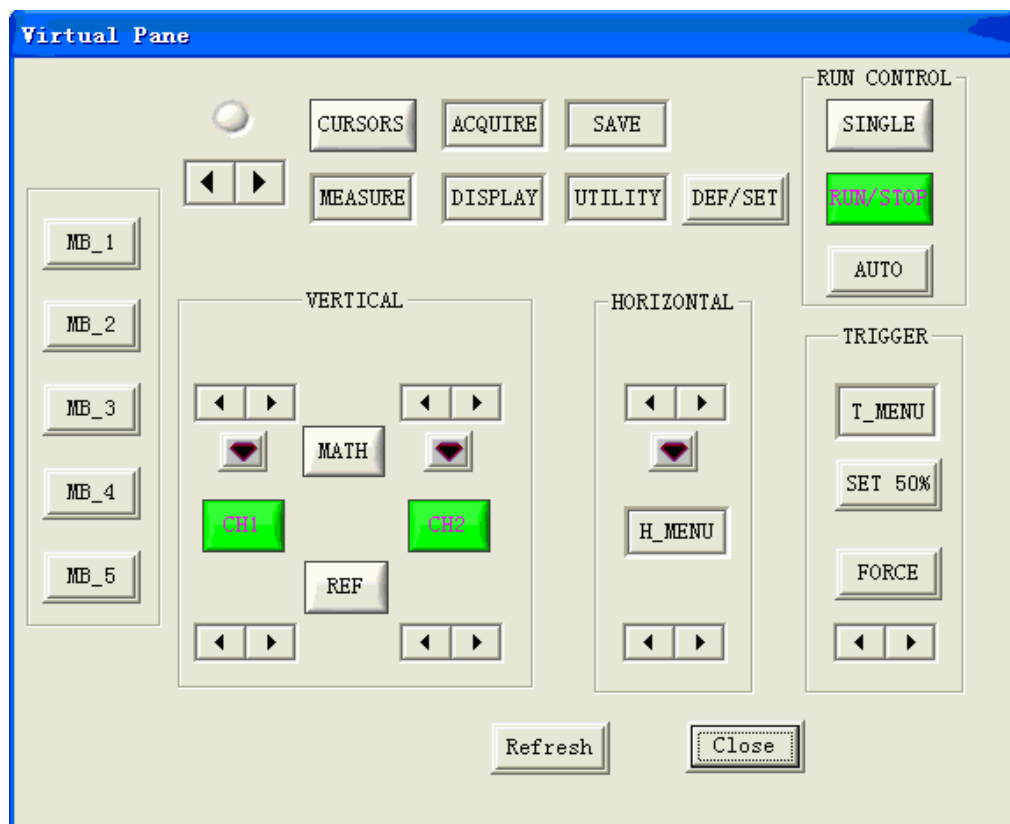 Virtual Pane
RUN CONTROL
CURSORS ACQUIRE SAVE SINGLE
MEASURE DISPLAY UTILITY DEF/SET RUN/STOP
MB_1 AUTO
VERTICAL HORIZONTAL
MB_2 TRIGGER
MB_3 T_MENU
MATH
MB_4 SET 50%
CH1 CH2 H_MENU
MB_5 REF FORCE
Refresh Close